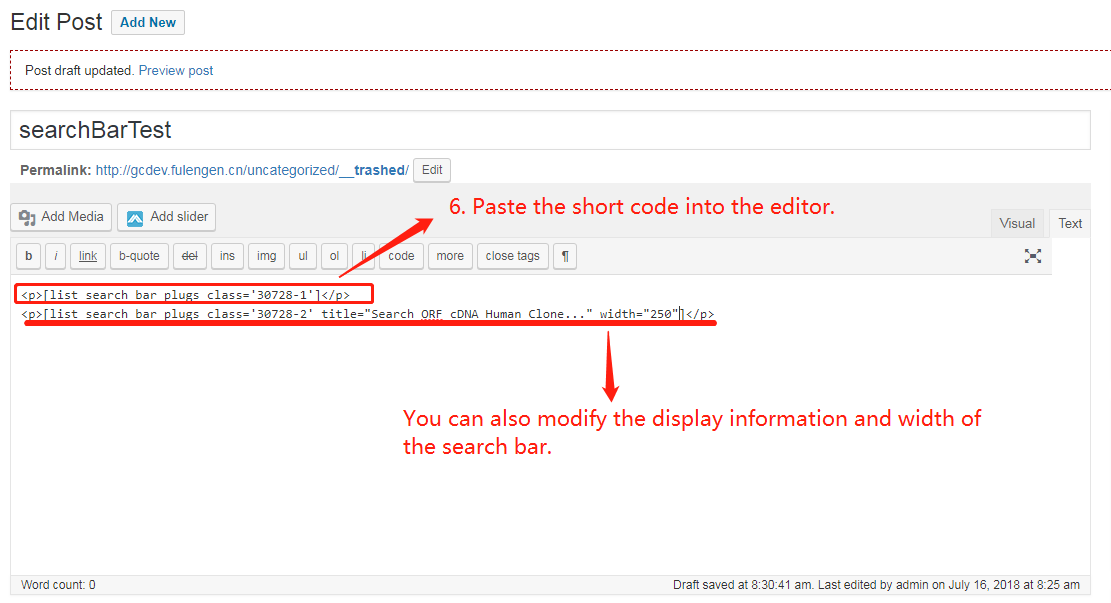 Edit Post Add New
Post draft updated. Preview post
searchBarTest
Permalink: http://gcdev.fulengen.cn/uncategorized/__trashed/ Edit
6. Paste the short code into the editor.
Add Media Add slider
Visual Text
b i link b-quote del ins img ul ol li code more close tags ¶
<p>[list_search_bar_plugs class='30728-1']</p>
<p>[list_search_bar_plugs class='30728-2' title="Search ORF cDNA Human Clone..." width="250"]</p>
You can also modify the display information and width of
the search bar.
Word count: 0
Draft saved at 8:30:41 am. Last edited by admin on July 16, 2018 at 8:25 am